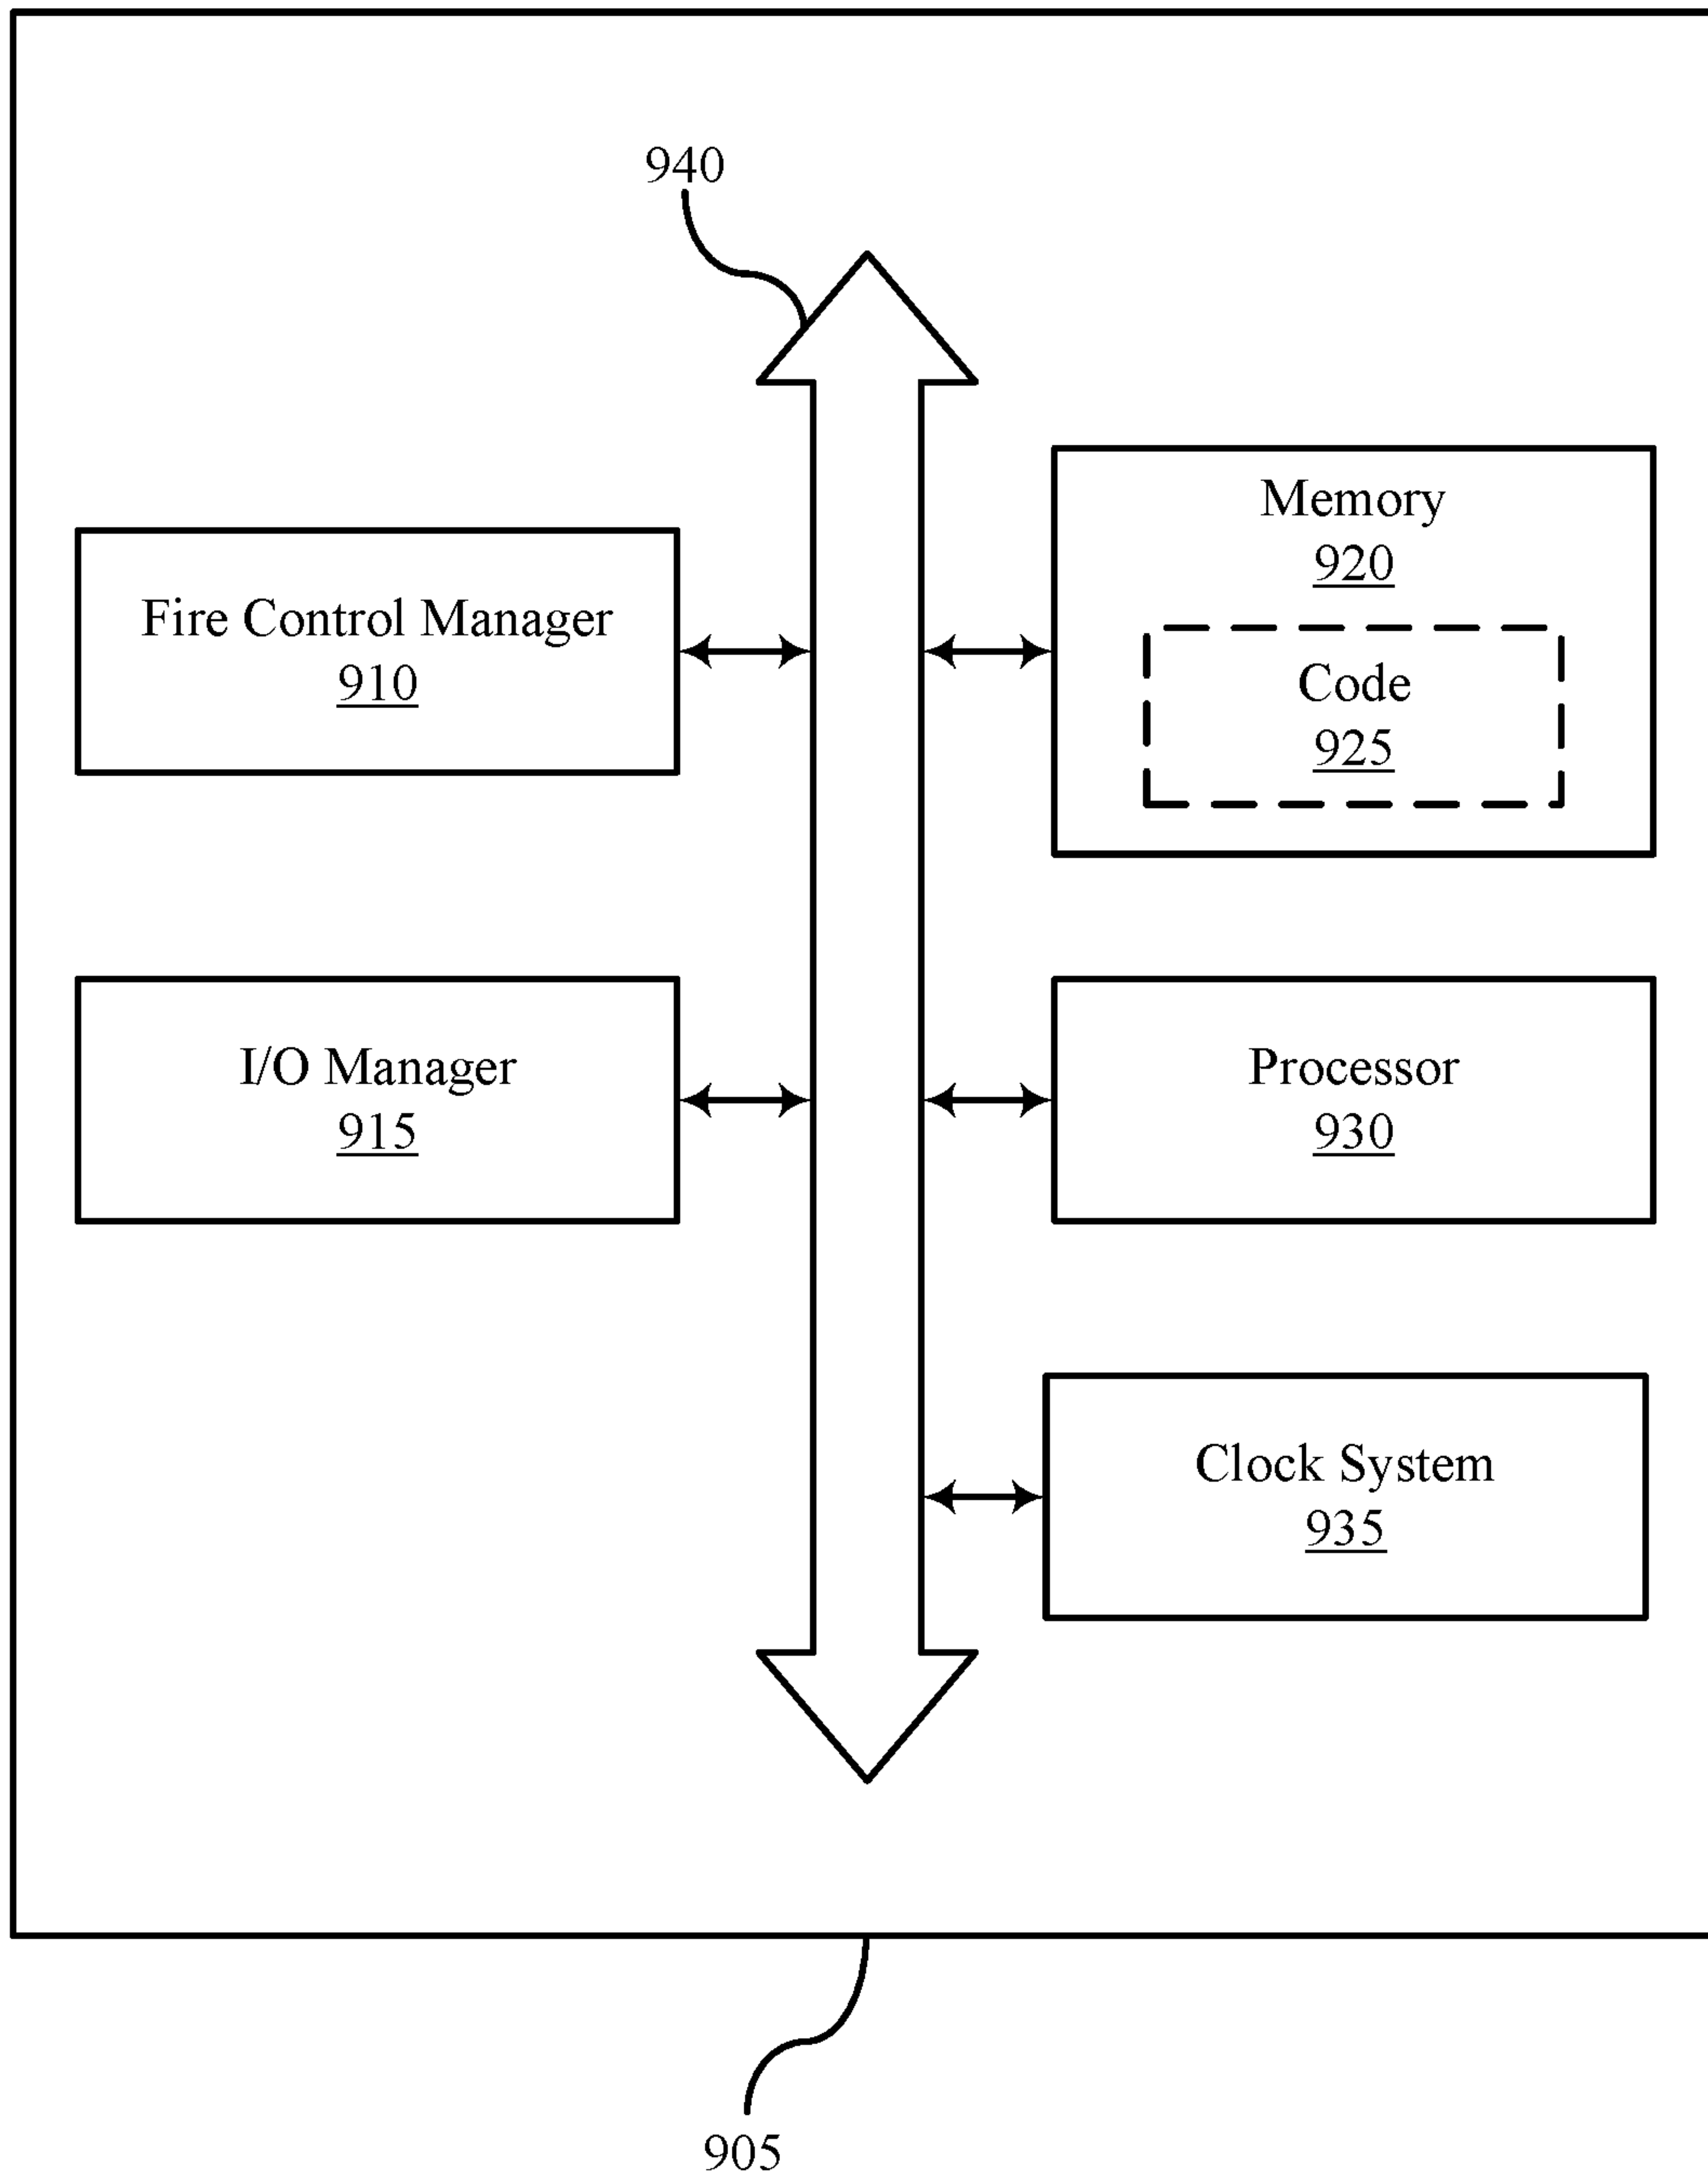 940
Fire Control Manager
910
Memory
920
Code
925
I/O Manager
915
Processor
930
Clock System
935
905